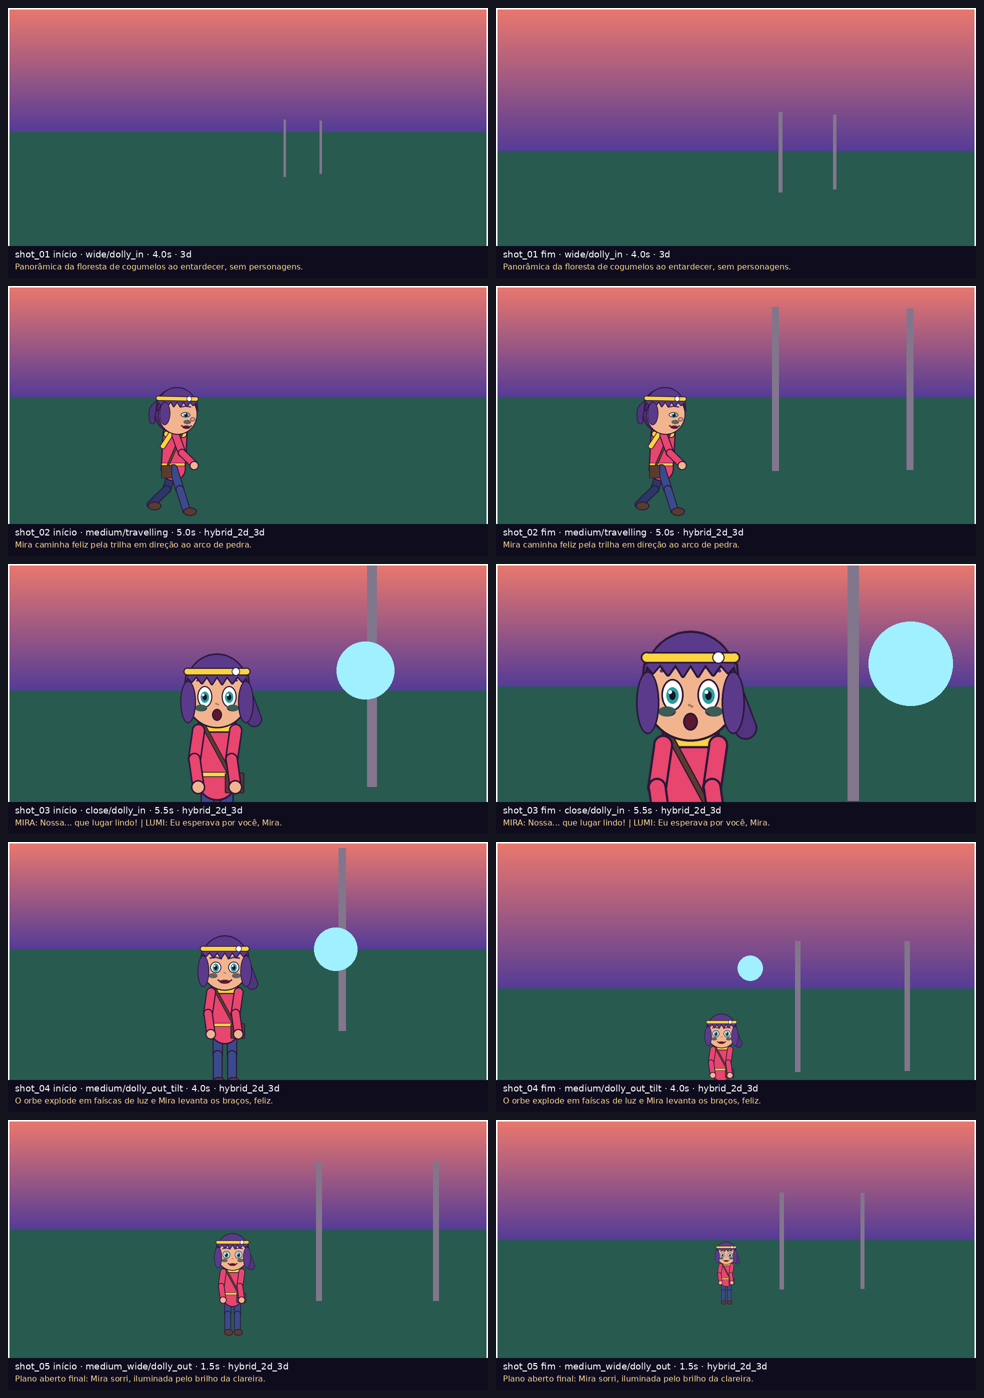 shot_01 início · wide/dolly_in · 4.0s · 3d
Panorâmica da floresta de cogumelos ao entardecer, sem personagens.
shot_01 fim · wide/dolly_in · 4.0s · 3d
Panorâmica da floresta de cogumelos ao entardecer, sem personagens.
shot_02 início · medium/travelling · 5.0s · hybrid_2d_3d
Mira caminha feliz pela trilha em direção ao arco de pedra.
shot_02 fim · medium/travelling · 5.0s · hybrid_2d_3d
Mira caminha feliz pela trilha em direção ao arco de pedra.
shot_03 início · close/dolly_in · 5.5s · hybrid_2d_3d
MIRA: Nossa... que lugar lindo! | LUMI: Eu esperava por você, Mira.
shot_03 fim · close/dolly_in · 5.5s · hybrid_2d_3d
MIRA: Nossa... que lugar lindo! | LUMI: Eu esperava por você, Mira.
shot_04 início · medium/dolly_out_tilt · 4.0s · hybrid_2d_3d
O orbe explode em faíscas de luz e Mira levanta os braços, feliz.
shot_04 fim · medium/dolly_out_tilt · 4.0s · hybrid_2d_3d
O orbe explode em faíscas de luz e Mira levanta os braços, feliz.
shot_05 início · medium_wide/dolly_out · 1.5s · hybrid_2d_3d
Plano aberto final: Mira sorri, iluminada pelo brilho da clareira.
shot_05 fim · medium_wide/dolly_out · 1.5s · hybrid_2d_3d
Plano aberto final: Mira sorri, iluminada pelo brilho da clareira.